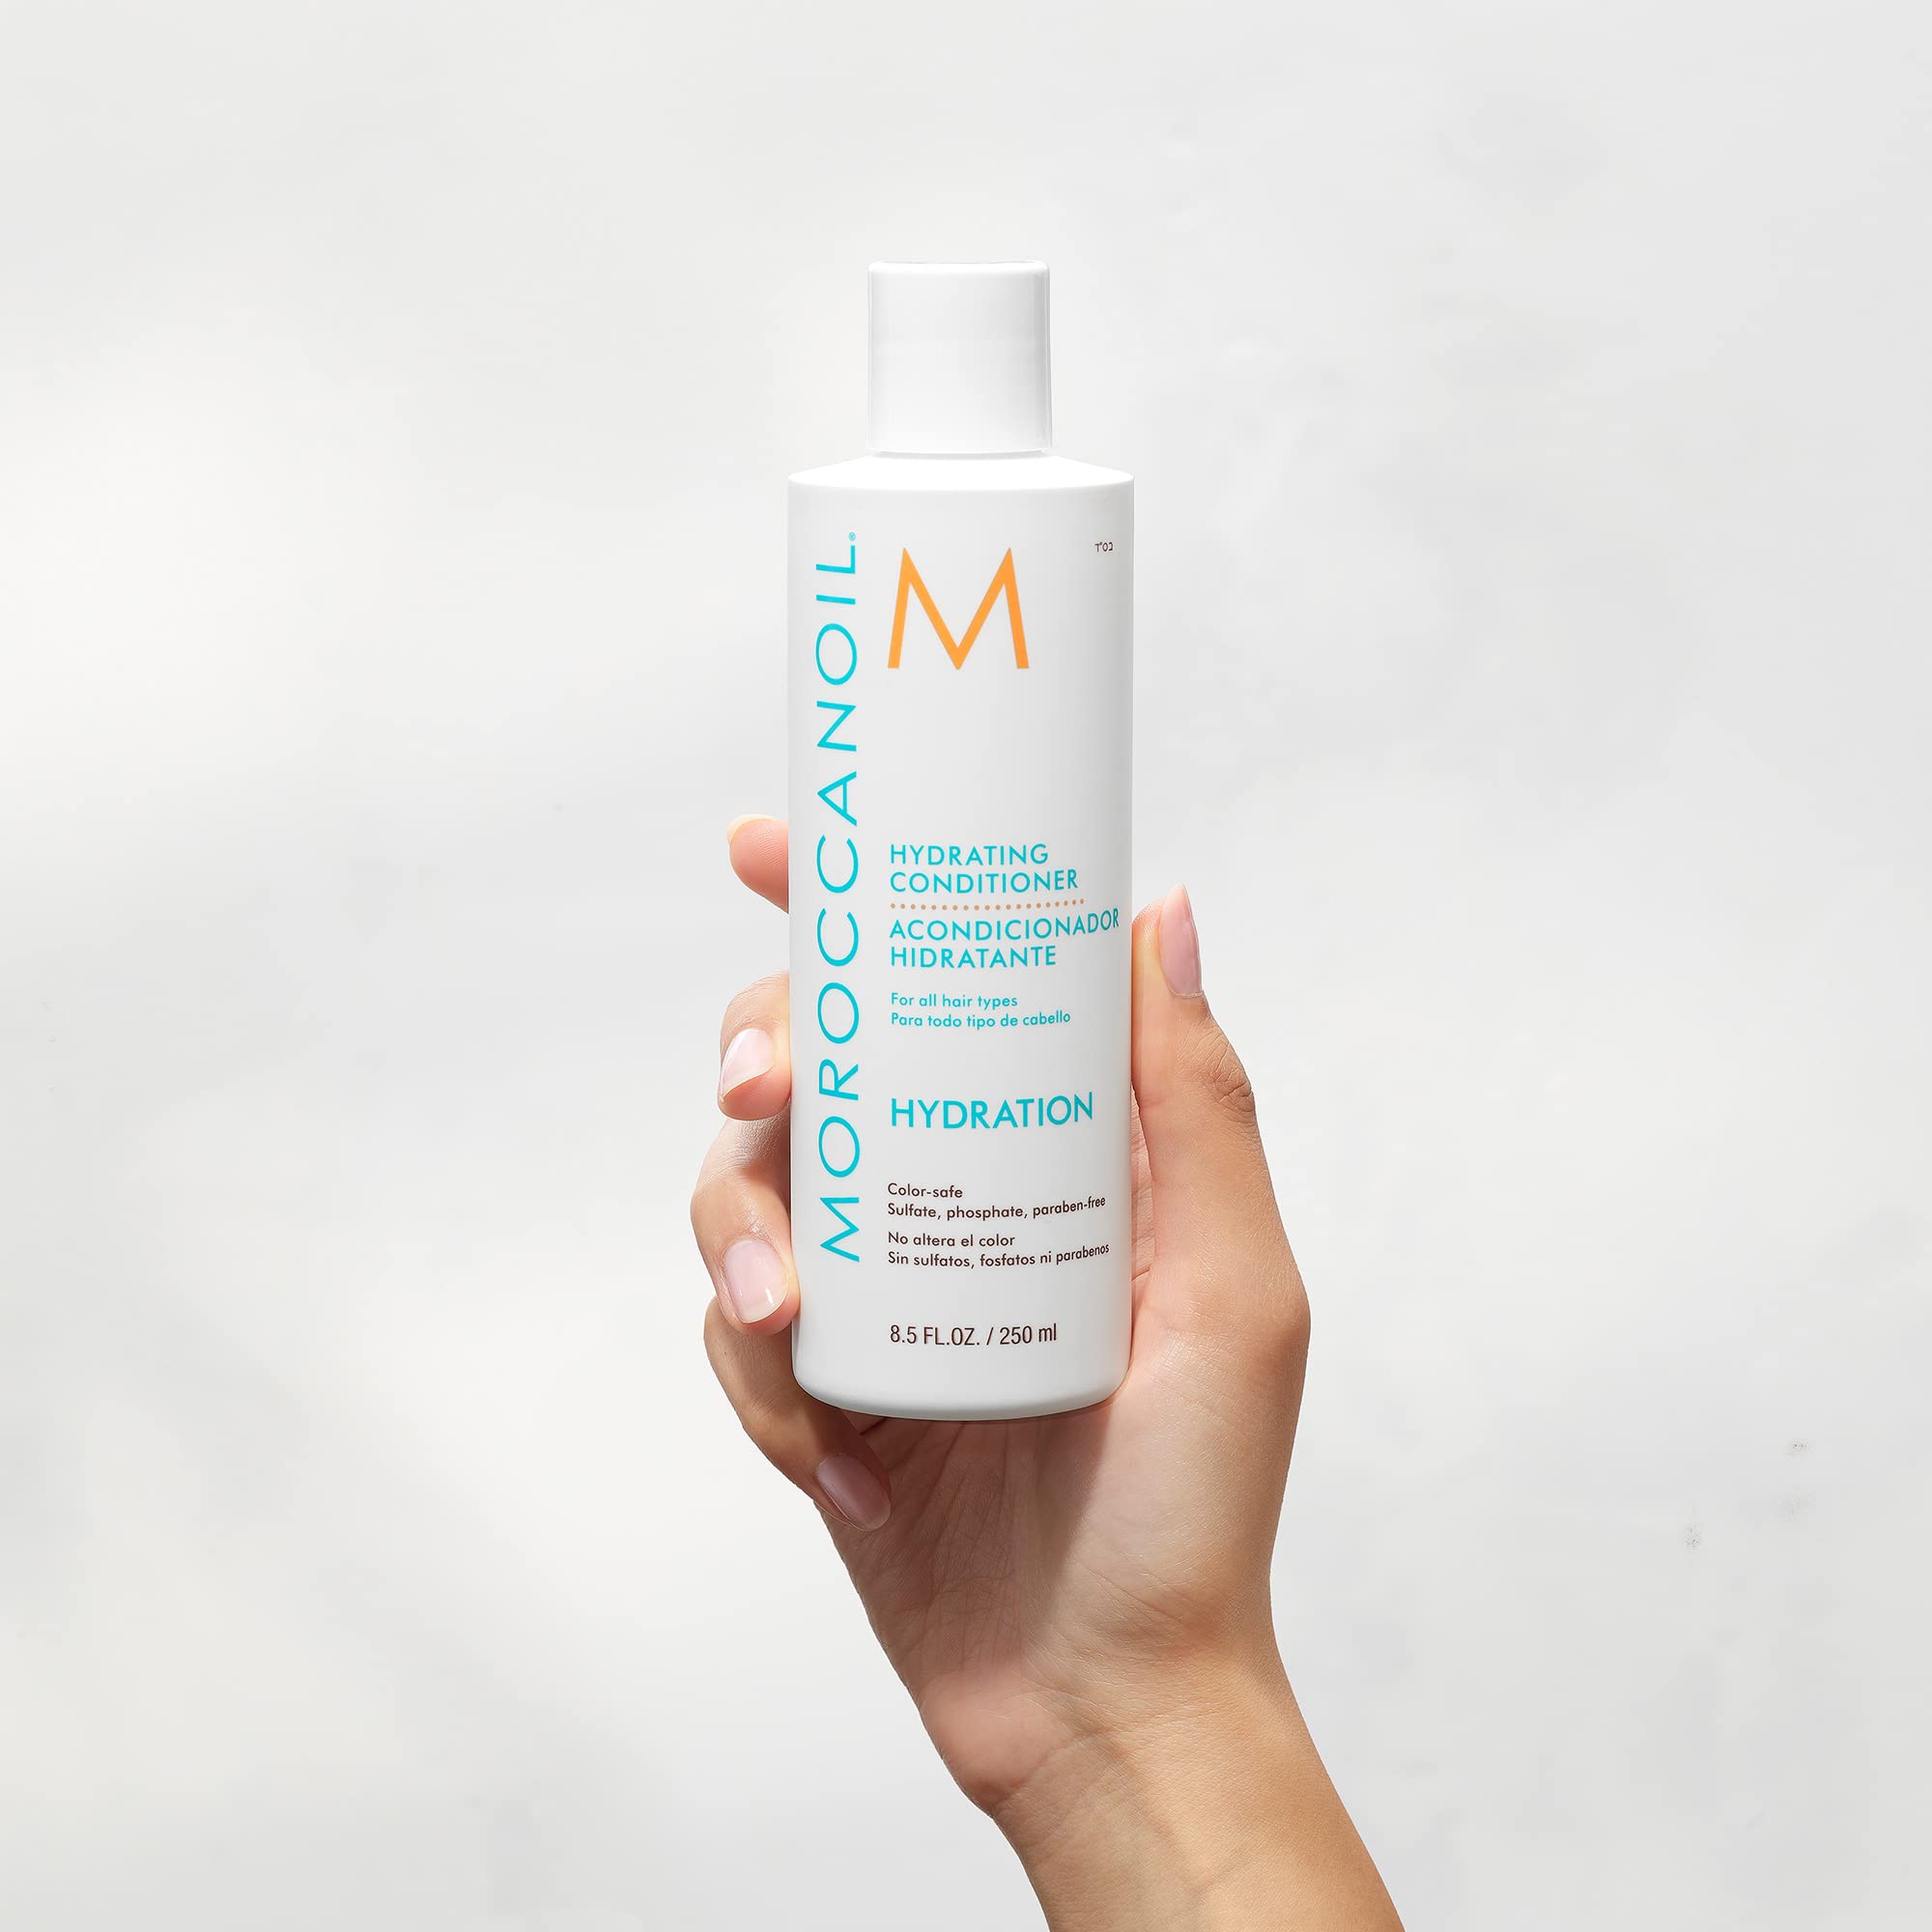 MOROCCANOIL®
M
בס"ד
HYDRATING
CONDITIONER
ACONDICIONADOR
HIDRATANTE
For all hair types
Para todo tipo de cabello
HYDRATION
Color-safe
Sulfate, phosphate, paraben-free
No altera el color
Sin sulfatos, fosfatos ni parabenos
8.5 FL.OZ. / 250 ml